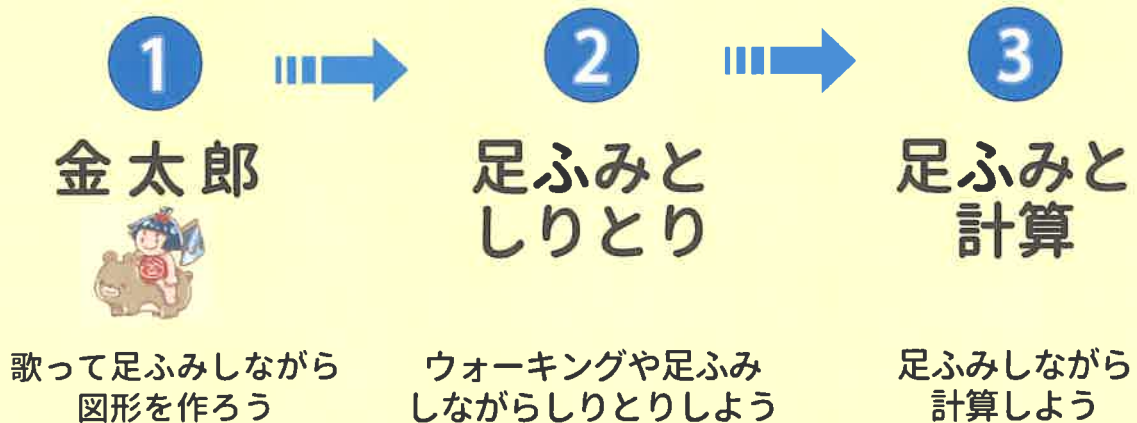 1
金太郎
歌って足ふみしながら
図形を作ろう
2
足ふみと
しりとり
ウォーキングや足ふみ
しながらしりとりしよう
3
足ふみと
計算
足ふみしながら
計算しよう